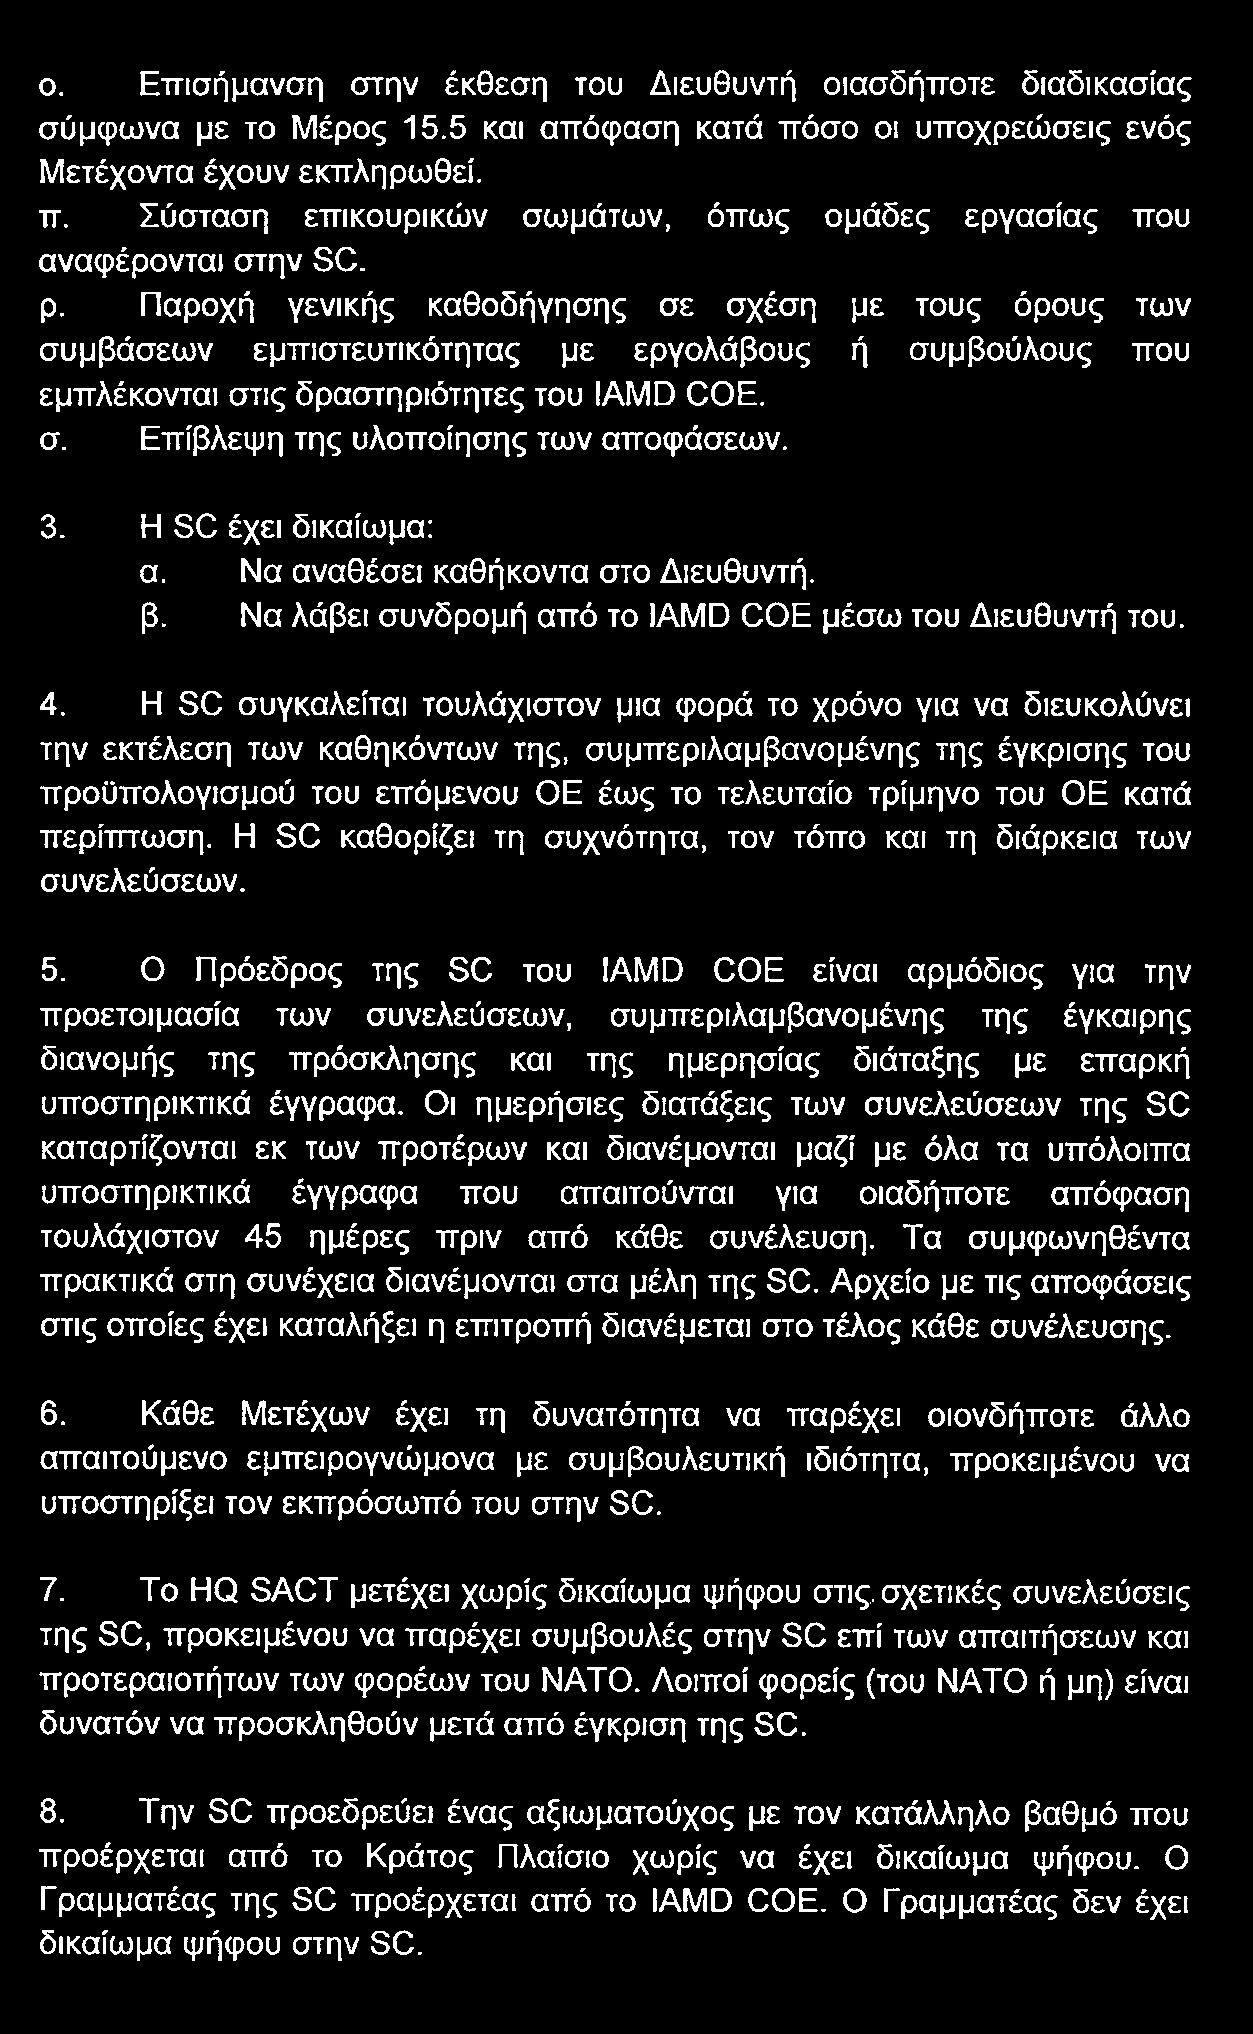 ο. Επισήμανση στην έκθεση του Διευθυντή οιασδήποτε διαδικασίας
σύμφωνα με το Μέρος 15.5 και απόφαση κατά πόσο οι υποχρεώσεις ενός
Μετέχοντα έχουν εκπληρωθεί.
π. Σύσταση επικουρικών σωμάτων, όπως ομάδες εργασίας που
αναφέρονται στην SC.
ρ. Παροχή γενικής καθοδήγησης σε σχέση με τους όρους των
συμβάσεων εμπιστευτικότητας με εργολάβους ή συμβούλους που
εμπλέκονται στις δραστηριότητες του IAMD COE.
σ. Επίβλεψη της υλοποίησης των αποφάσεων.
3. Η SC έχει δικαίωμα:
α. Να αναθέσει καθήκοντα στο Διευθυντή.
β. Να λάβει συνδρομή από το IAMD COE μέσω του Διευθυντή του.
4. Η SC συγκαλείται τουλάχιστον μια φορά το χρόνο για να διευκολύνει
την εκτέλεση των καθηκόντων της, συμπεριλαμβανομένης της έγκρισης του
προϋπολογισμού του επόμενου ΟΕ έως το τελευταίο τρίμηνο του ΟΕ κατά
περίπτωση. Η SC καθορίζει τη συχνότητα, τον τόπο και τη διάρκεια των
συνελεύσεων.
5. Ο Πρόεδρος της SC του IAMD COE είναι αρμόδιος για την
προετοιμασία των συνελεύσεων, συμπεριλαμβανομένης της έγκαιρης
διανομής της πρόσκλησης και της ημερησίας διάταξης με επαρκή
υποστηρικτικά έγγραφα. Οι ημερήσιες διατάξεις των συνελεύσεων της SC
καταρτίζονται εκ των προτέρων και διανέμονται μαζί με όλα τα υπόλοιπα
υποστηρικτικά έγγραφα που απαιτούνται για οιαδήποτε απόφαση
τουλάχιστον 45 ημέρες πριν από κάθε συνέλευση. Τα συμφωνηθέντα
πρακτικά στη συνέχεια διανέμονται στα μέλη της SC. Αρχείο με τις αποφάσεις
στις οποίες έχει καταλήξει η επιτροπή διανέμεται στο τέλος κάθε συνέλευσης.
6. Κάθε Μετέχων έχει τη δυνατότητα να παρέχει οιονδήποτε άλλο
απαιτούμενο εμπειρογνώμονα με συμβουλευτική ιδιότητα, προκειμένου να
υποστηρίξει τον εκπρόσωπό του στην SC.
7. Το HQ SACT μετέχει χωρίς δικαίωμα ψήφου στις σχετικές συνελεύσεις
της SC, προκειμένου να παρέχει συμβουλές στην SC επί των απαιτήσεων και
προτεραιοτήτων των φορέων του ΝΑΤΟ. Λοιποί φορείς (του ΝΑΤΟ ή μη) είναι
δυνατόν να προσκληθούν μετά από έγκριση της SC.
8. Την SC προεδρεύει ένας αξιωματούχος με τον κατάλληλο βαθμό που
προέρχεται από το Κράτος Πλαίσιο χωρίς να έχει δικαίωμα ψήφου. Ο
Γραμματέας της SC προέρχεται από το IAMD COE. Ο Γραμματέας δεν έχει
δικαίωμα ψήφου στην SC.